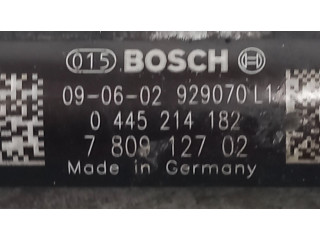 015 BOSCH
09-06-02 929070 L1
0 445 214 182
7 809 127 02
Made in Germany